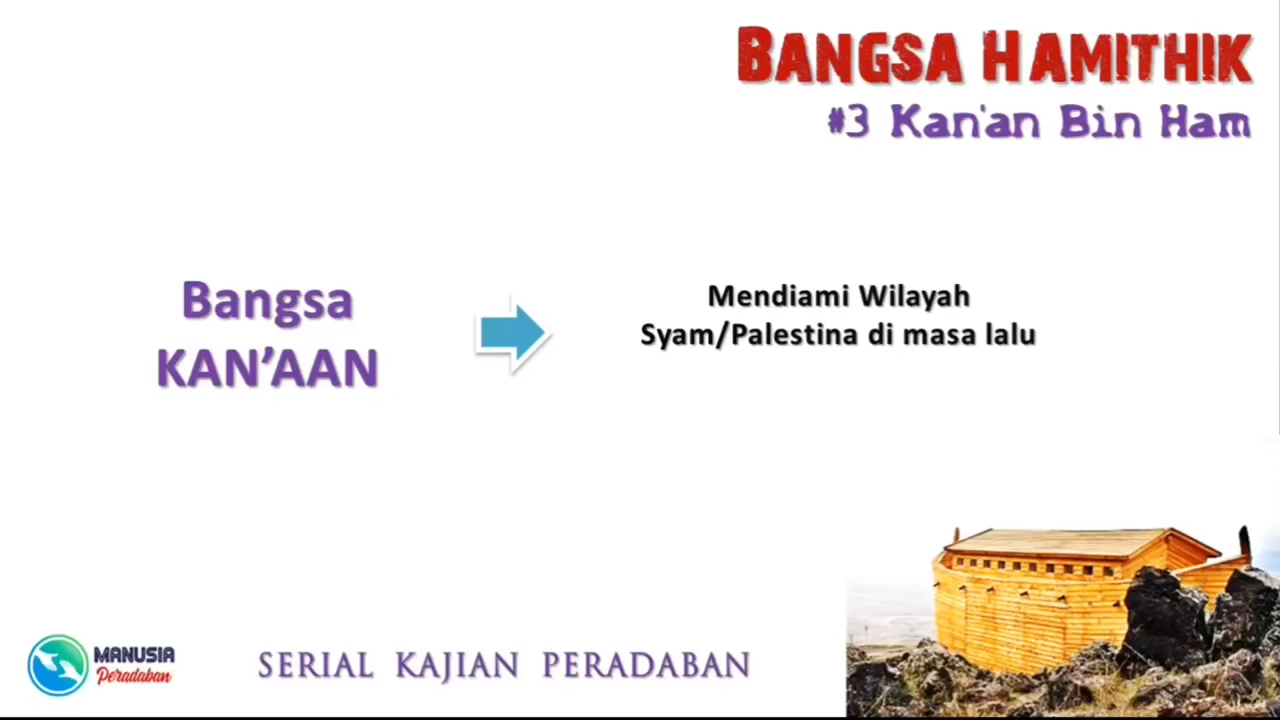 BANGSA HAMITHIK
#3 Kan'an Bin Ham
Bangsa
KAN’AAN
Mendiami Wilayah
Syam/Palestina di masa lalu
MANUSIA
Peradaban
SERIAL KAJIAN PERADABAN